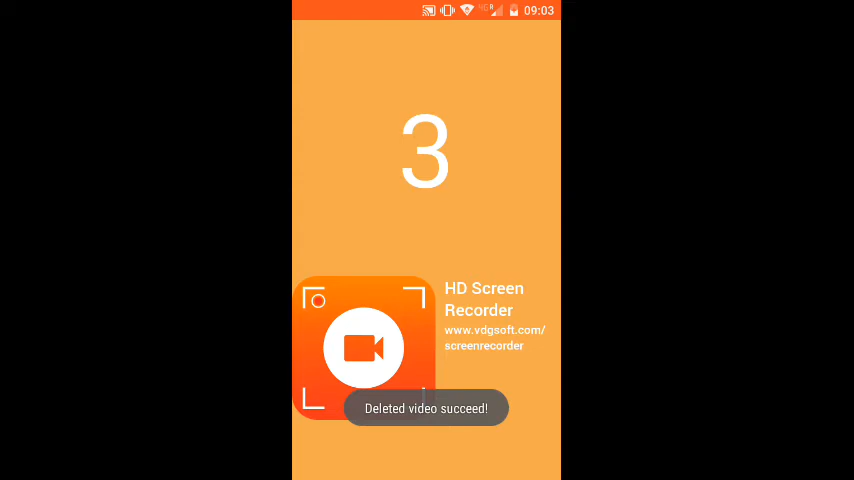 09:03
3
HD Screen
Recorder
www.vdgsoft.com/
screenrecorder
Deleted video succeed!